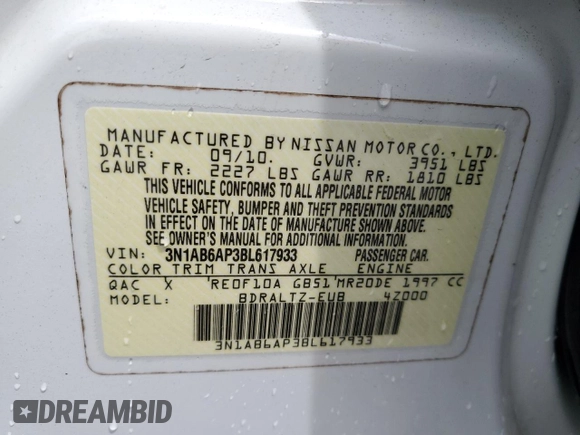 MANUFACTURED BY NISSAN MOTOR CO., LTD.
DATE: 09/10. GVWR: 3951 LBS
GAWR FR: 2227 LBS GAWR RR: 1810 LBS
THIS VEHICLE CONFORMS TO ALL APPLICABLE FEDERAL MOTOR
VEHICLE SAFETY, BUMPER AND THEFT PREVENTION STANDARDS
IN EFFECT ON THE DATE OF MANUFACTURE SHOWN ABOVE.
SEE OWNER'S MANUAL FOR ADDITIONAL INFORMATION.
VIN: 3N1AB6AP3BL617933 PASSENGER CAR
COLOR TRIM TRANS AXLE ENGINE
QAC X 'RE0F10A GB51'MR20DE 1997 CC
MODEL: BDRALTZ-EUB 4Z000
3N1AB6AP3BL617933
DREAMBID